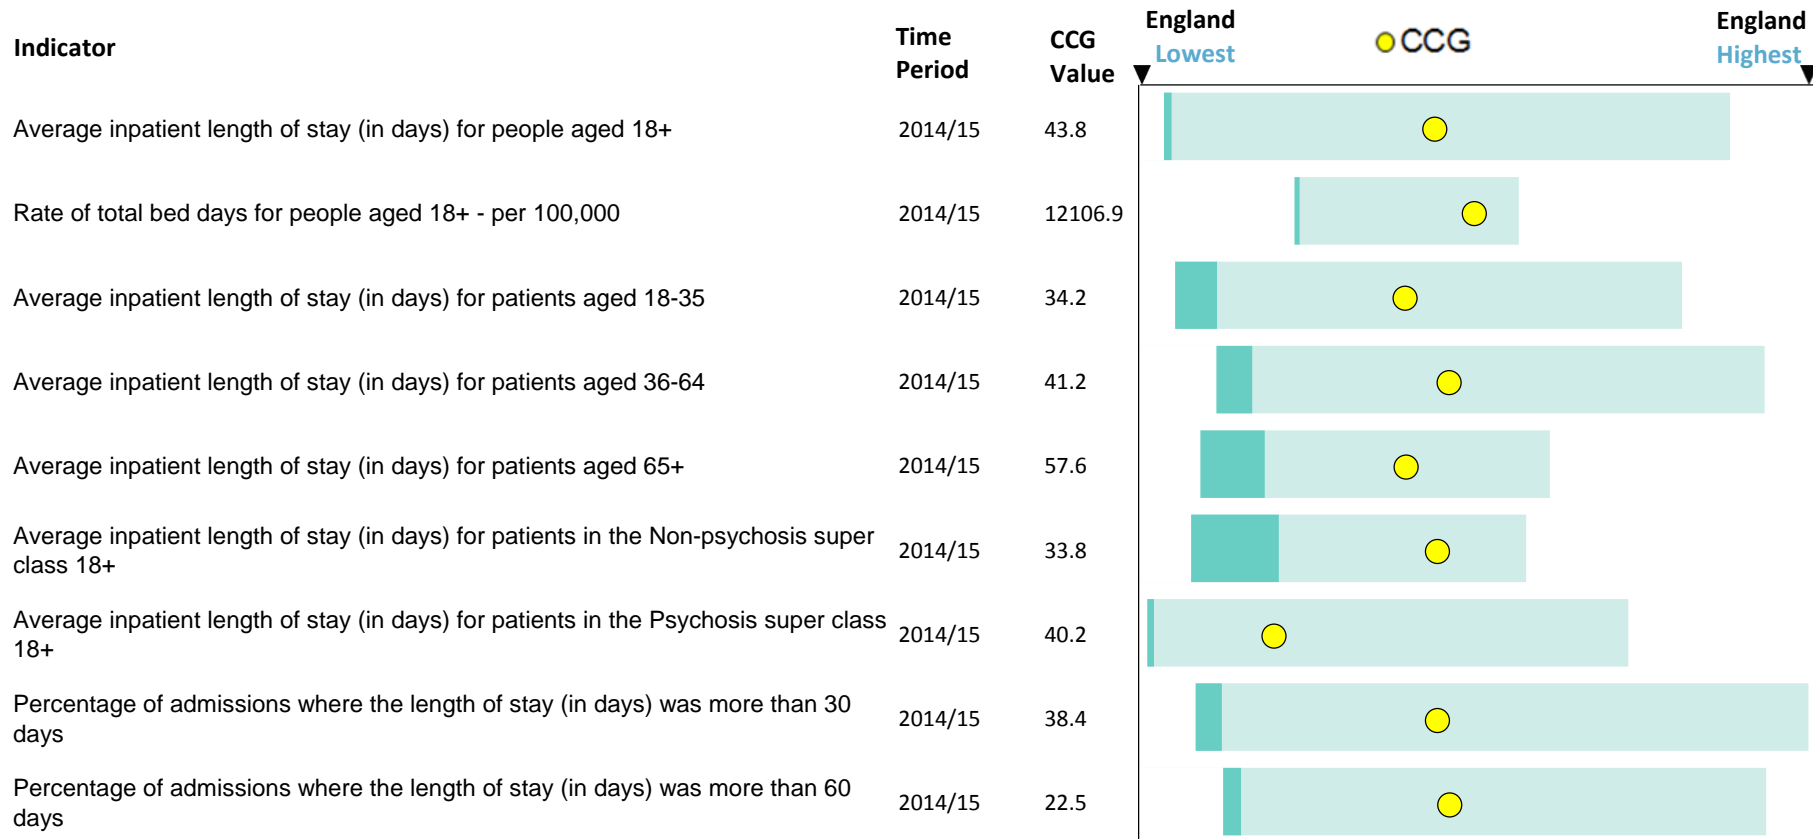 Indicator Time Period CCG Value England Lowest CCG England Highest
Average inpatient length of stay (in days) for people aged 18+ 2014/15 43.8
Rate of total bed days for people aged 18+ - per 100,000 2014/15 12106.9
Average inpatient length of stay (in days) for patients aged 18-35 2014/15 34.2
Average inpatient length of stay (in days) for patients aged 36-64 2014/15 41.2
Average inpatient length of stay (in days) for patients aged 65+ 2014/15 57.6
Average inpatient length of stay (in days) for patients in the Non-psychosis super
class 18+ 2014/15 33.8
Average inpatient length of stay (in days) for patients in the Psychosis super class
18+ 2014/15 40.2
Percentage of admissions where the length of stay (in days) was more than 30
days 2014/15 38.4
Percentage of admissions where the length of stay (in days) was more than 60
days 2014/15 22.5